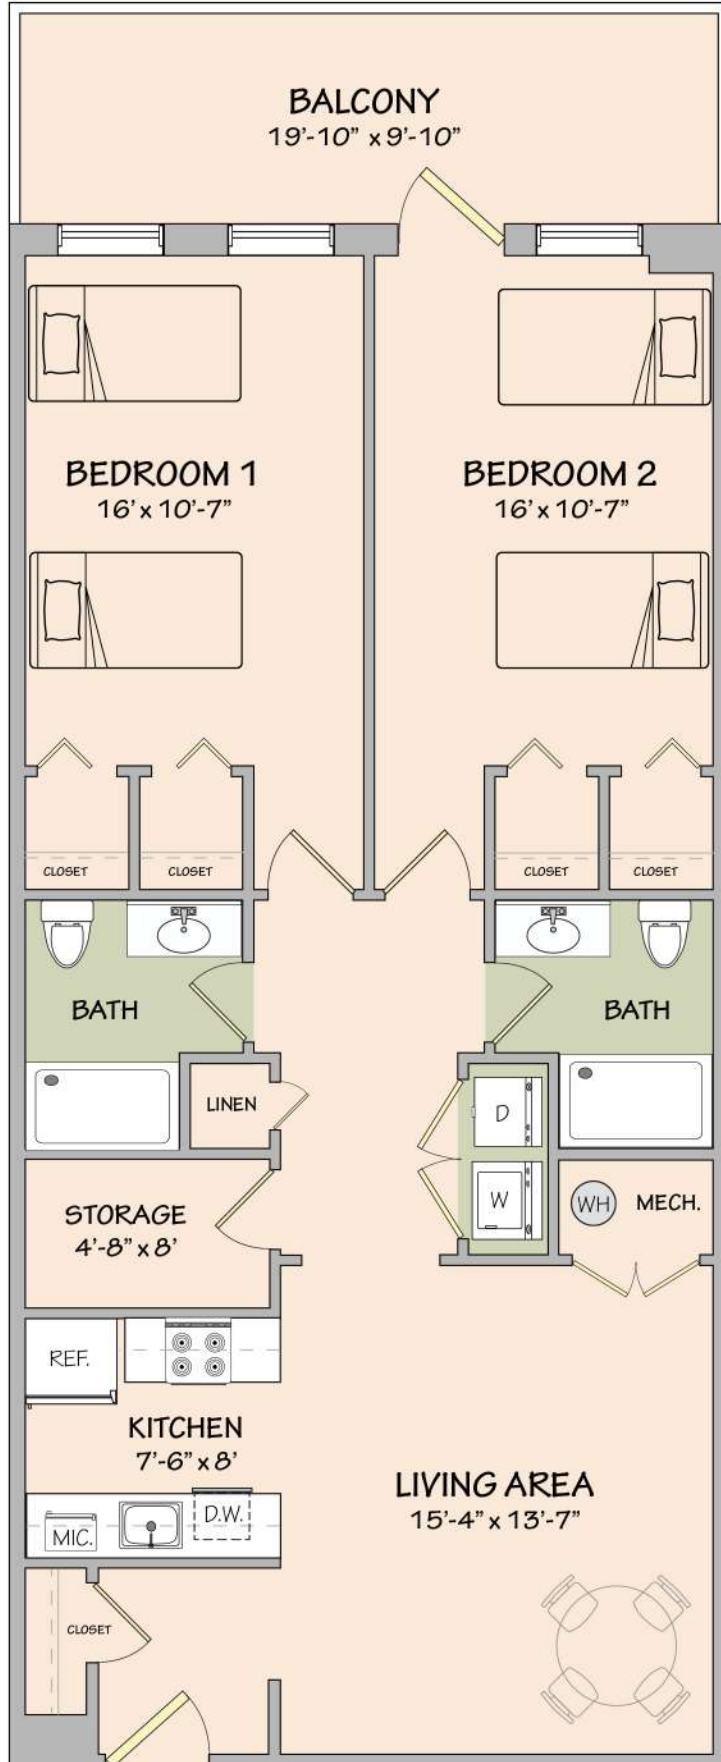 BALCONY
19'-10" x 9'-10"
BEDROOM 1
16' x 10'-7"
BEDROOM 2
16' x 10'-7"
CLOSET
CLOSET
CLOSET
CLOSET
BATH
BATH
LINEN
D
W
STORAGE
4'-8" x 8'
WH
MECH.
REF.
KITCHEN
7'-6" x 8'
LIVING AREA
15'-4" x 13'-7"
MIC.
D.W.
CLOSET